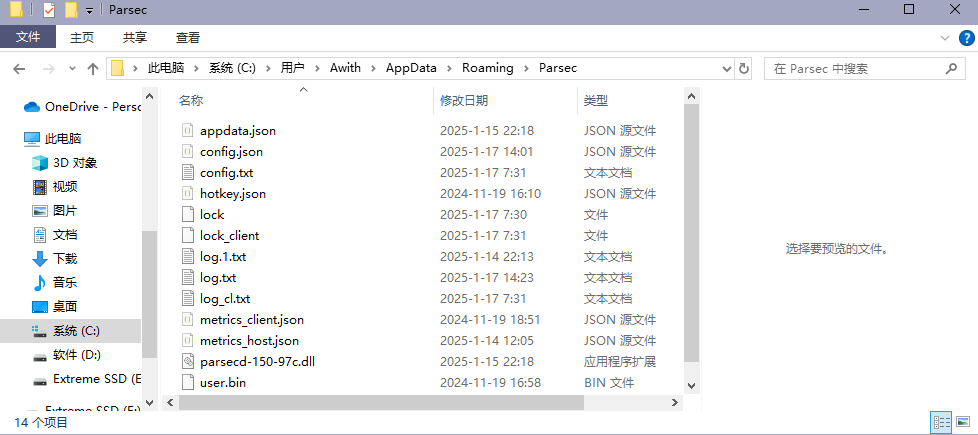 Parsec
文件 主页 共享 查看
此电脑 系统 (C:) 用户 Awith AppData Roaming Parsec 在 Parsec 中搜索
OneDrive - Perso
此电脑
3D 对象
视频
图片
文档
下载
音乐
桌面
系统 (C:)
软件 (D:)
Extreme SSD (E
Extreme SSD (E:)
名称 修改日期 类型
appdata.json 2025-1-15 22:18 JSON 源文件
config.json 2025-1-17 14:01 JSON 源文件
config.txt 2025-1-17 7:31 文本文档
hotkey.json 2024-11-19 16:10 JSON 源文件
lock 2025-1-17 7:30 文件
lock_client 2025-1-17 7:31 文件
log.1.txt 2025-1-14 22:13 文本文档
log.txt 2025-1-17 14:23 文本文档
log_cl.txt 2025-1-17 7:31 文本文档
metrics_client.json 2024-11-19 18:51 JSON 源文件
metrics_host.json 2025-1-14 12:05 JSON 源文件
parsecd-150-97c.dll 2025-1-15 22:18 应用程序扩展
user.bin 2024-11-19 16:58 BIN 文件
选择要预览的文件。
14 个项目